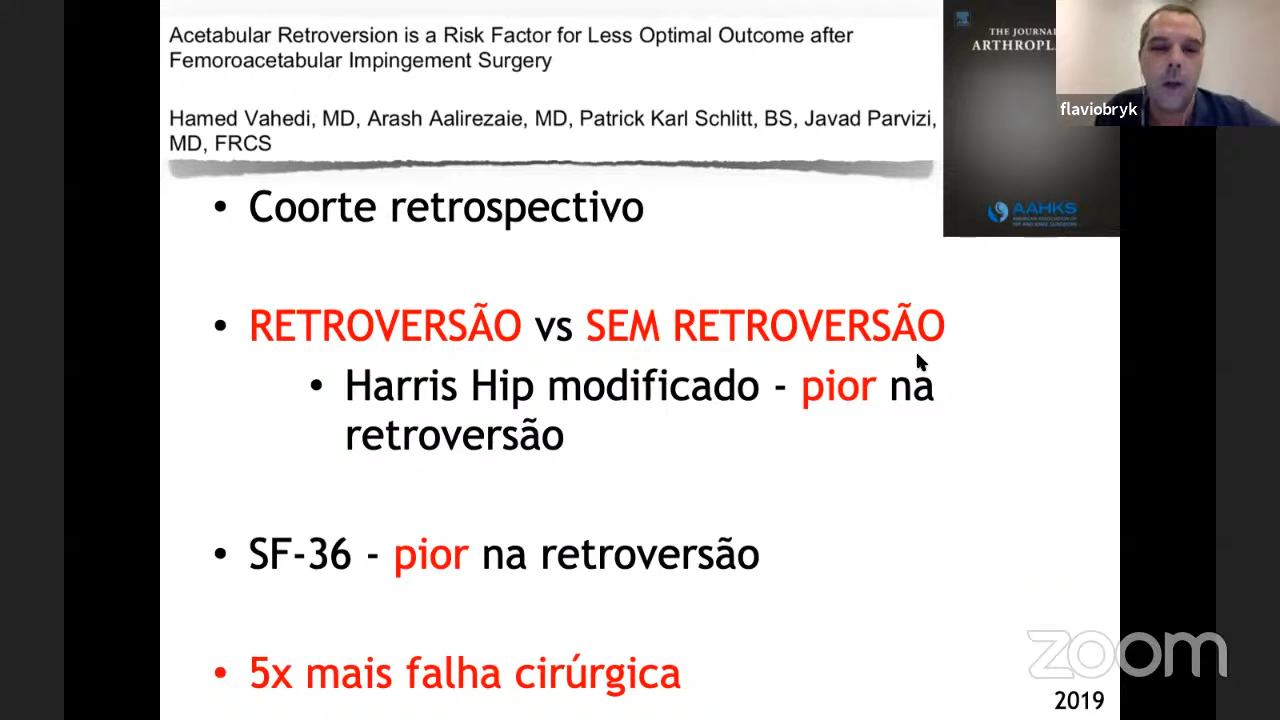 Acetabular Retroversion is a Risk Factor for Less Optimal Outcome after
Femoroacetabular Impingement Surgery
Hamed Vahedi, MD, Arash Aalirezaie, MD, Patrick Karl Schlitt, BS, Javad Parvizi,
MD, FRCS
THE JOURNAL
ARTHROPLA
flaviobryk
AAHKS
AMERICAN ASSOCIATION OF
HIP AND KNEE SURGEONS
• Coorte retrospectivo
• RETROVERSÃO vs SEM RETROVERSÃO
• Harris Hip modificado - pior na
retroversão
• SF-36 - pior na retroversão
• 5x mais falha cirúrgica
zoom
2019